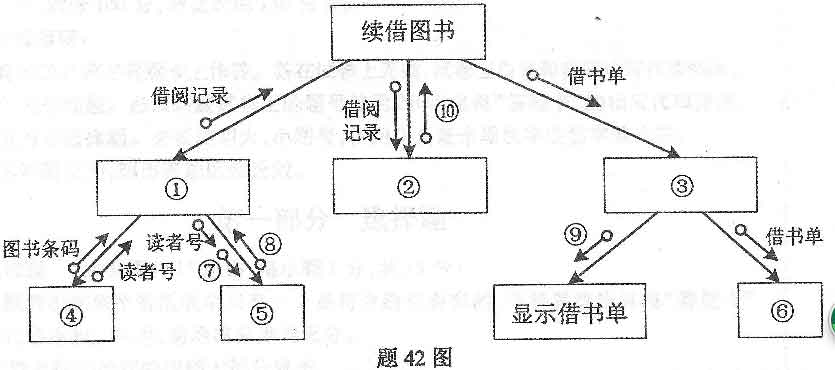 续借图书
借阅记录
借阅
记录
⑩
借书单
①
②
③
图书条码
读者号
读者号
⑦
⑧
⑨
借书单
④
⑤
显示借书单
⑥
题 42 图